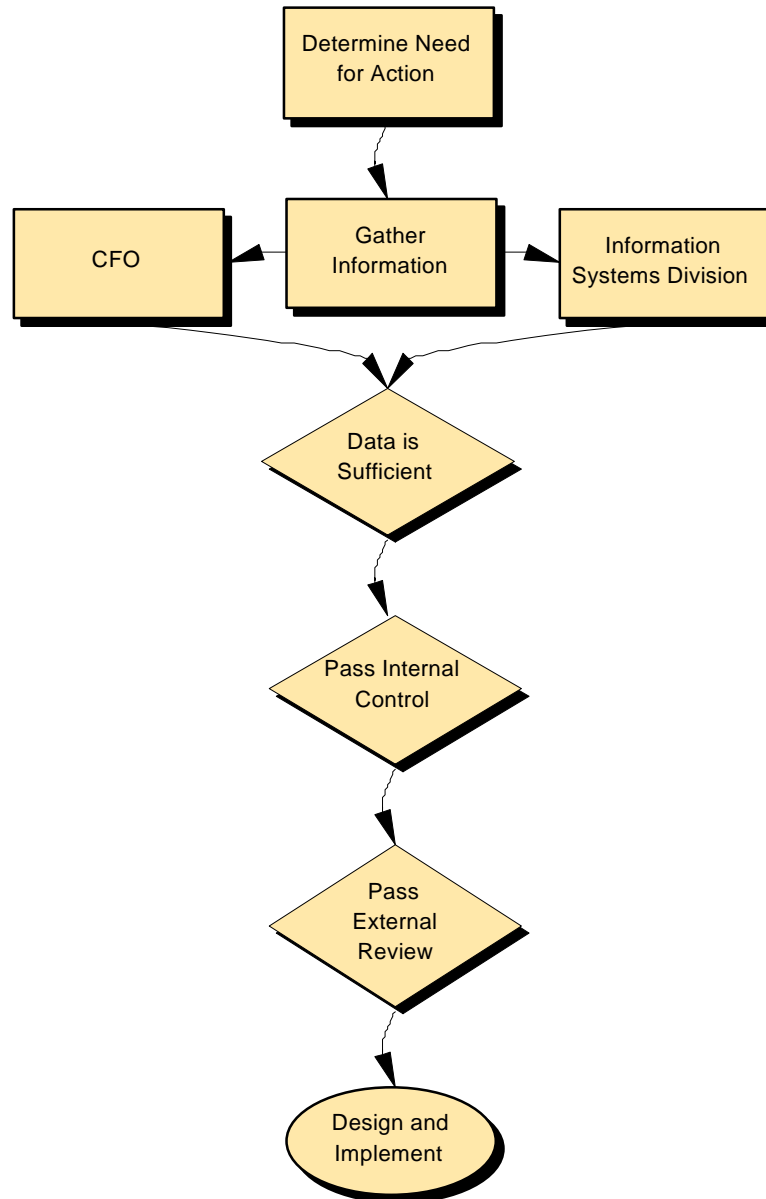 Determine Need
for Action
Gather
Information
CFO
Information
Systems Division
Data is
Sufficient
Pass Internal
Control
Pass
External
Review
Design and
Implement